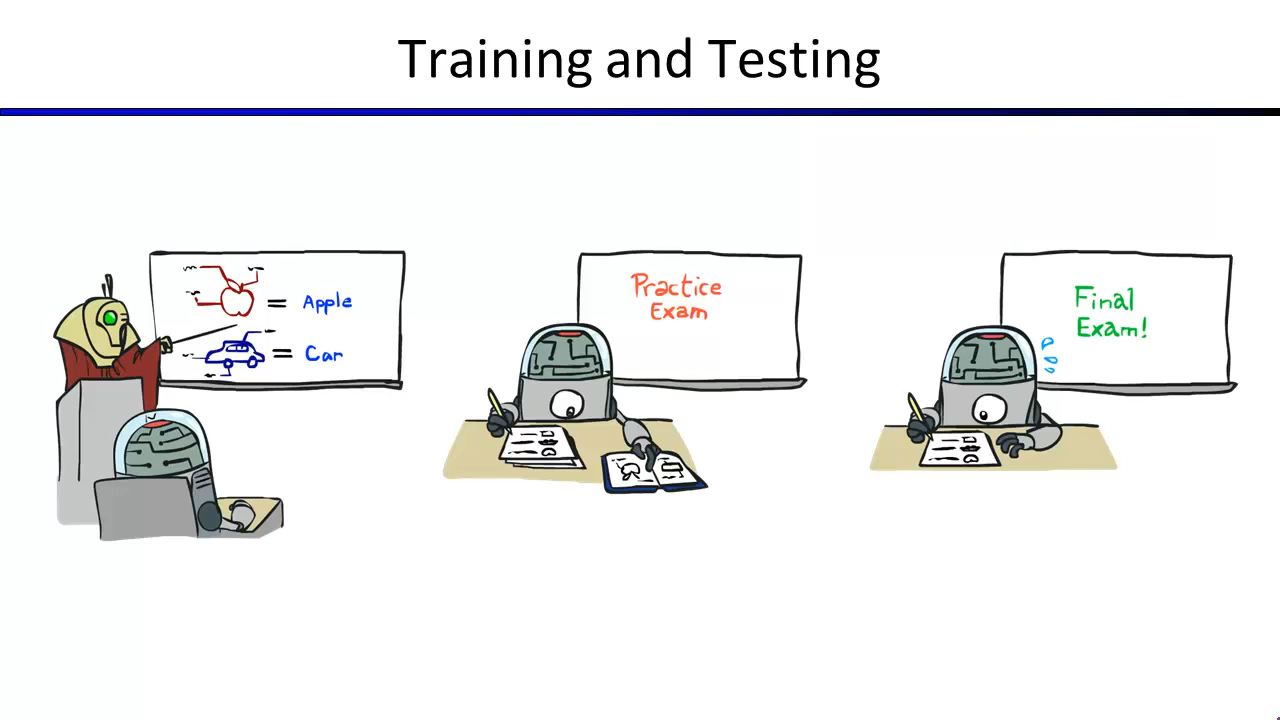 Training and Testing
= Apple
= Car
Practice
Exam
Final
Exam!